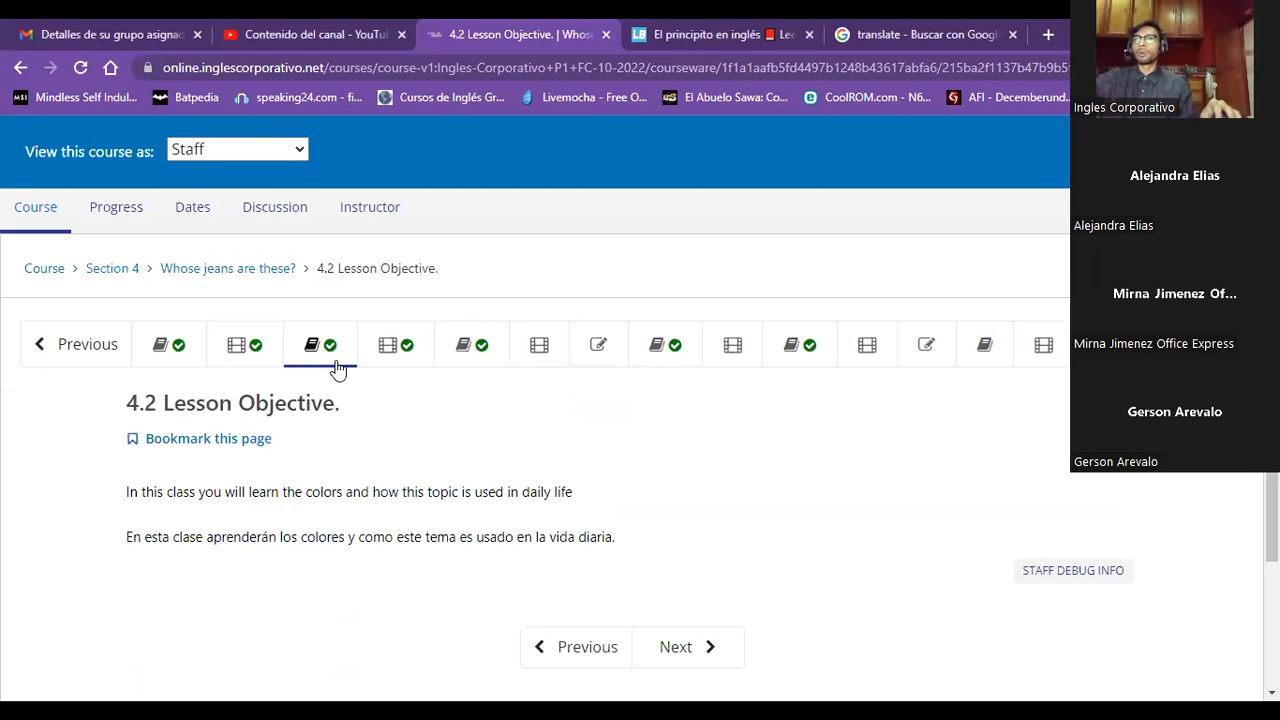 Detalles de su grupo asignac
Contenido del canal - YouTu
4.2 Lesson Objective. | Whos
El principito en inglés Lee
translate - Buscar con Googl
online.inglescorporativo.net/courses/course-v1:Ingles-Corporativo+P1+FC-10-2022/courseware/1f1a1aafb5fd4497b1248b43617abfa6/215ba2f1137b47b9b5
Mindless Self Indul...
Batpedia
speaking24.com - fi...
Cursos de Inglés Gr...
Livemocha - Free O...
El Abuelo Sawa: Co...
CoolROM.com - N6...
AFI - Decemberund
Ingles Corporativo
View this course as: Staff
Alejandra Elias
Alejandra Elias
Course Progress Dates Discussion Instructor
Course > Section 4 > Whose jeans are these? > 4.2 Lesson Objective.
Mirna Jimenez Of...
Mirna Jimenez Office Express
Previous
4.2 Lesson Objective.
Bookmark this page
Gerson Arevalo
Gerson Arevalo
In this class you will learn the colors and how this topic is used in daily life
En esta clase aprenderán los colores y como este tema es usado en la vida diaria.
STAFF DEBUG INFO
Previous Next